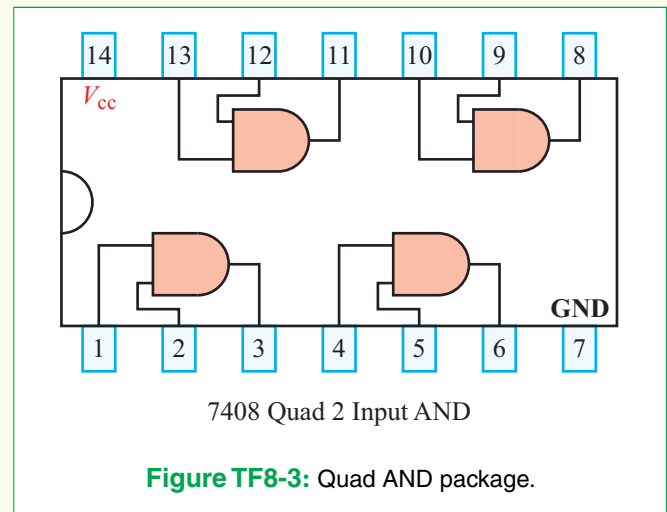 14 13 12 11 10 9 8
Vcc
GND
1 2 3 4 5 6 7
7408 Quad 2 Input AND
Figure TF8-3: Quad AND package.